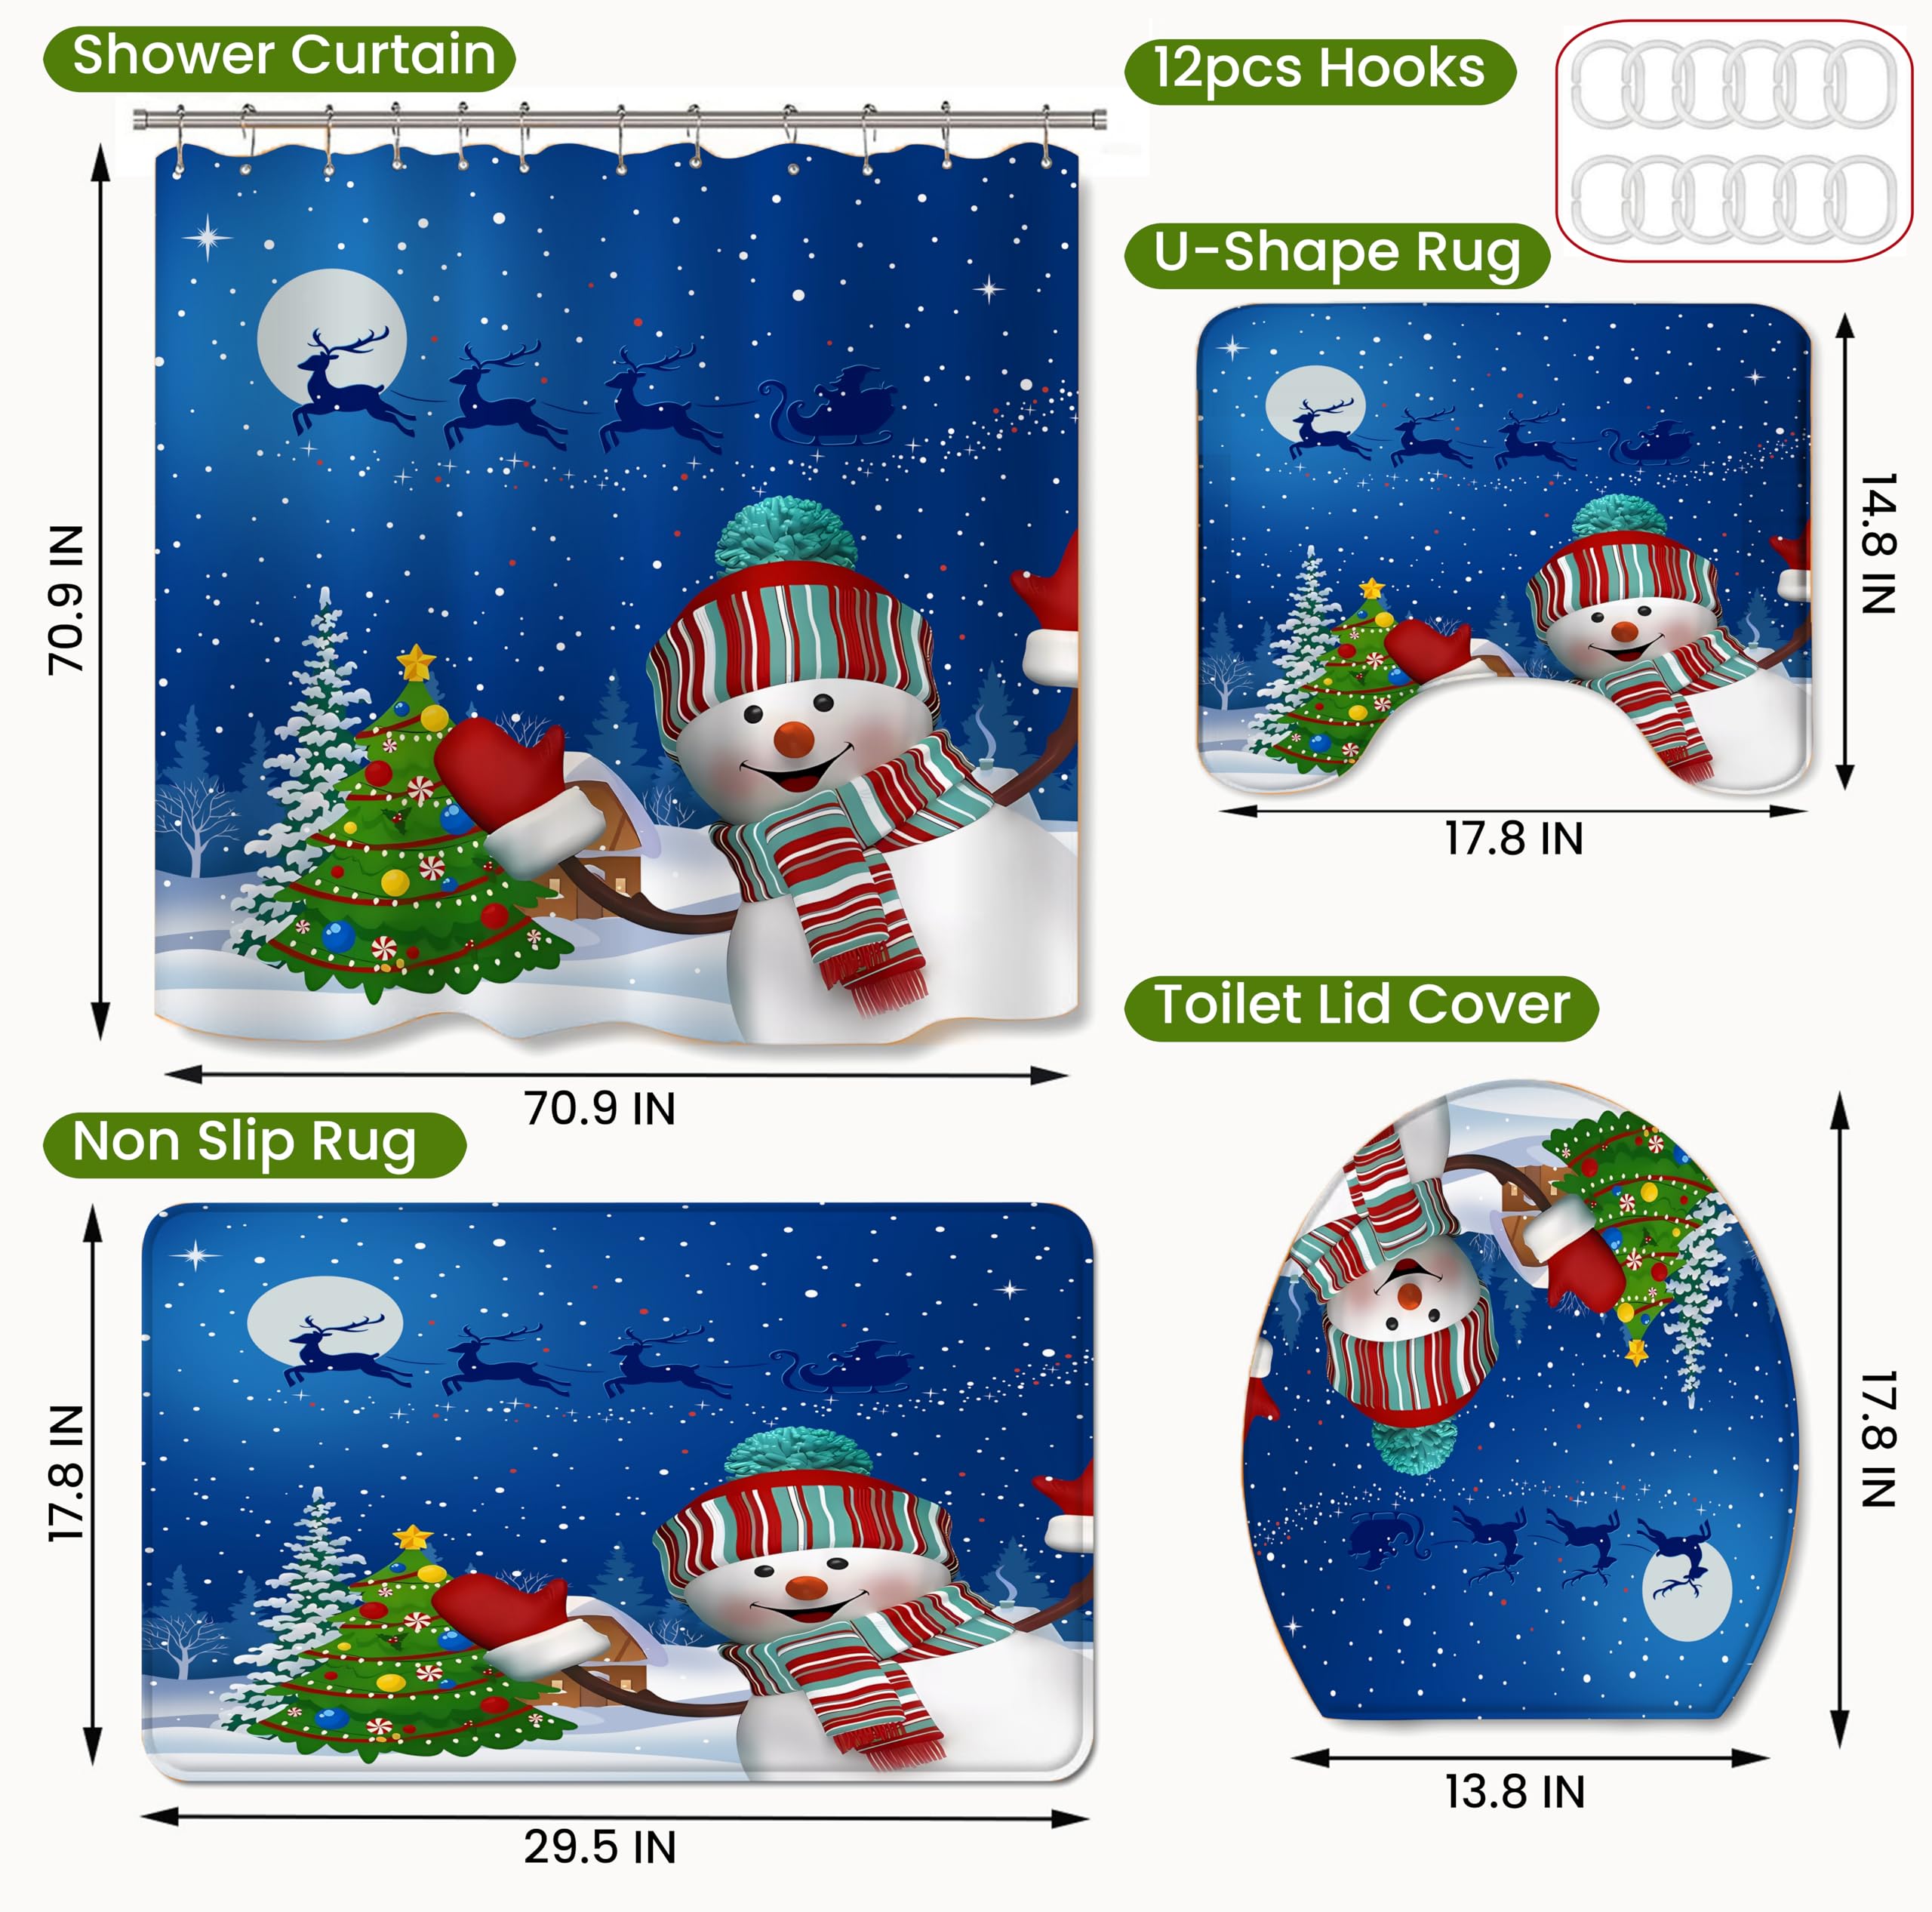 Shower Curtain
70.9 IN
70.9 IN
12pcs Hooks
U-Shape Rug
14.8 IN
17.8 IN
Non Slip Rug
17.8 IN
29.5 IN
Toilet Lid Cover
17.8 IN
13.8 IN